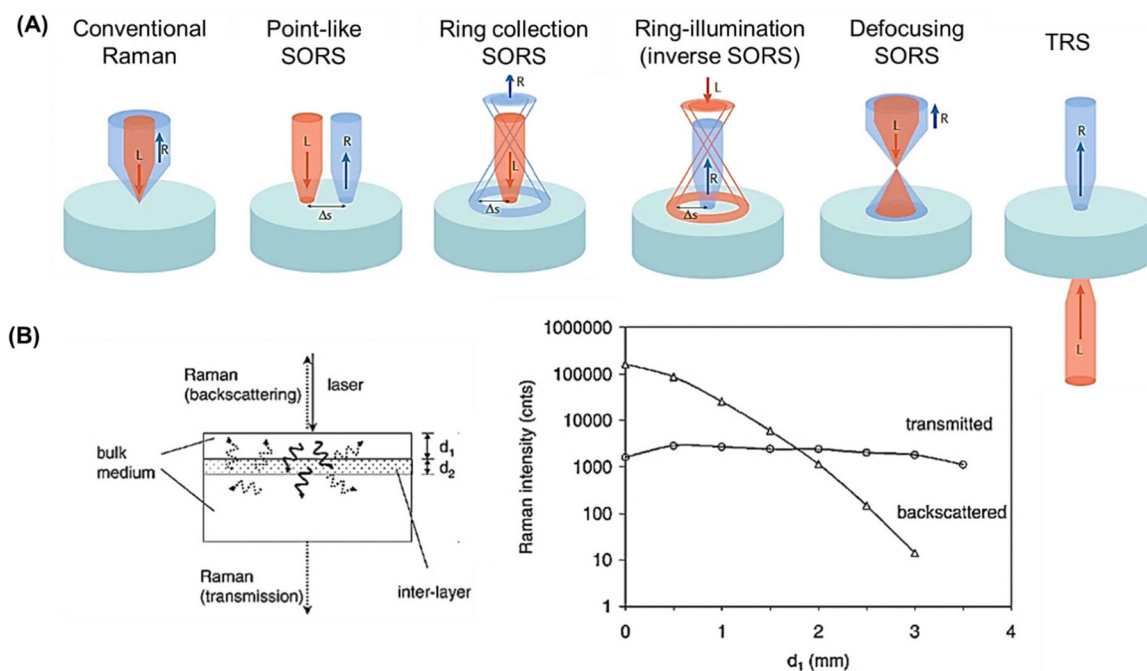 (A)
Conventional
Raman
Point-like
SORS
Ring collection
SORS
Ring-illumination
(inverse SORS)
Defocusing
SORS
TRS
L
R
L
R
Δs
R
L
Δs
L
R
Δs
L
R
R
L
(B)
Raman
(backscattering)
laser
bulk
medium
d₁
d₂
Raman
(transmission)
inter-layer
Raman intensity (cnts)
1000000
100000
10000
1000
100
10
1
transmitted
backscattered
0
1
2
3
4
d₁ (mm)